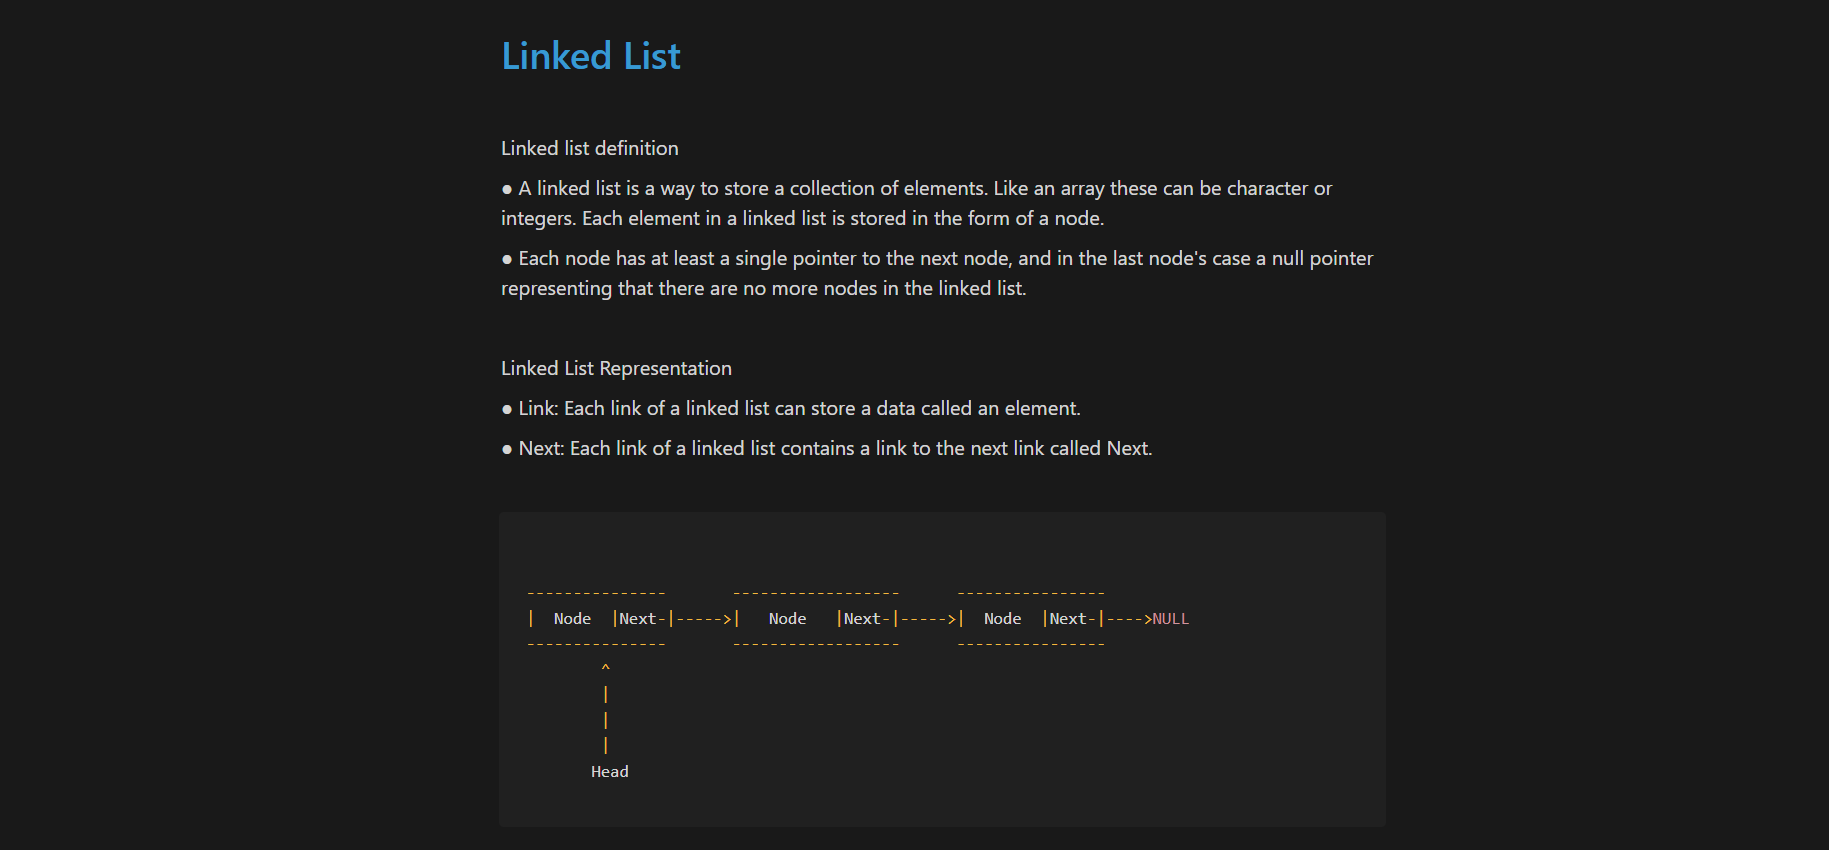 Linked List
Linked list definition
● A linked list is a way to store a collection of elements. Like an array these can be character or
integers. Each element in a linked list is stored in the form of a node.
● Each node has at least a single pointer to the next node, and in the last node's case a null pointer
representing that there are no more nodes in the linked list.
Linked List Representation
● Link: Each link of a linked list can store a data called an element.
● Next: Each link of a linked list contains a link to the next link called Next.
---------------       ------------------      ----------------
|  Node  |Next-|----->|   Node   |Next-|----->|  Node  |Next-|---->NULL
---------------       ------------------      ----------------
        ^
        |
        |
        |
       Head